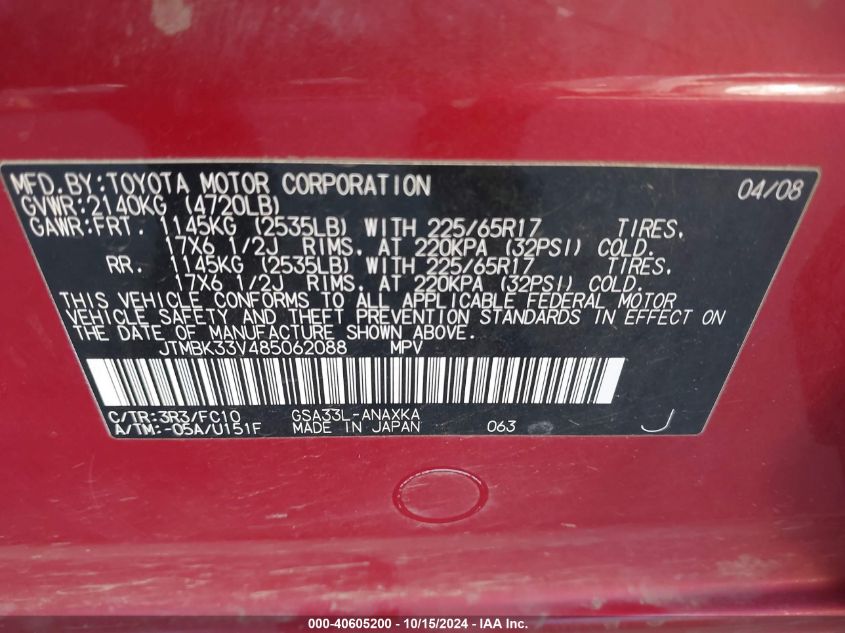 MFD.BY:TOYOTA MOTOR CORPORATION 04/08
GVWR:2140KG (4720LB)
GAWR:FRT. 1145KG (2535LB) WITH 225/65R17 TIRES.
17X6 1/2J RIMS. AT 220KPA (32PSI) COLD.
RR. 1145KG (2535LB) WITH 225/65R17 TIRES.
17X6 1/2J RIMS. AT 220KPA (32PSI) COLD.
THIS VEHICLE CONFORMS TO ALL APPLICABLE FEDERAL MOTOR
VEHICLE SAFETY AND THEFT PREVENTION STANDARDS IN EFFECT ON
THE DATE OF MANUFACTURE SHOWN ABOVE.
JTMBK33V485062088 MPV
C/TR:3R3/FC10 GSA33L-ANAXKA
A/TM:-05A/U151F MADE IN JAPAN 063 J
000-40605200 - 10/15/2024 - IAA Inc.